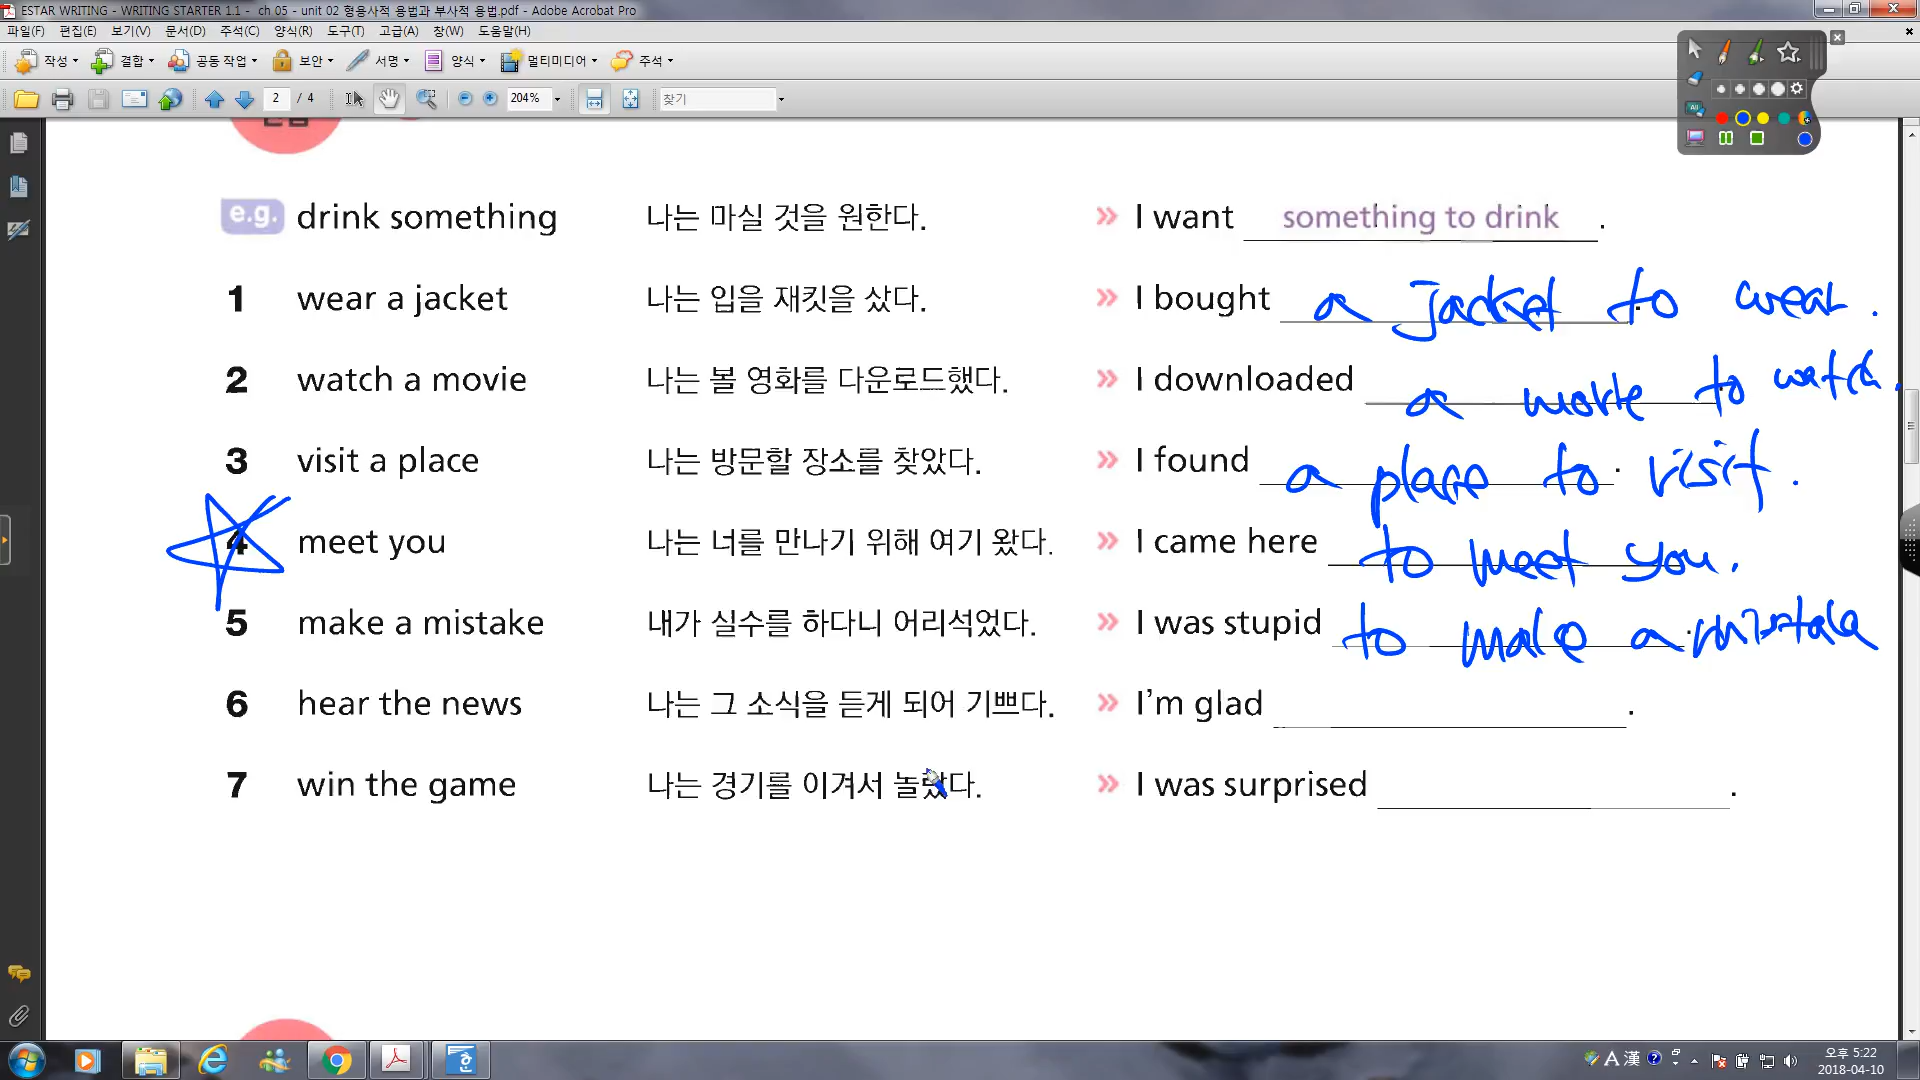 ESTAR WRITING - WRITING STARTER 1.1 - ch 05 - unit 02 형용사적 용법과 부사적 용법.pdf - Adobe Acrobat Pro
파일(F) 편집(E) 보기(V) 문서(D) 주석(C) 양식(R) 도구(T) 고급(A) 창(W) 도움말(H)
작성 결합 공동 작업 보안 서명 양식 멀티미디어 주석
2 / 4 204% 찾기
e.g. drink something 나는 마실 것을 원한다. » I want something to drink .
1 wear a jacket 나는 입을 재킷을 샀다. » I bought a jacket to wear.
2 watch a movie 나는 볼 영화를 다운로드했다. » I downloaded a movie to watch.
3 visit a place 나는 방문할 장소를 찾았다. » I found a place to visit.
4 meet you 나는 너를 만나기 위해 여기 왔다. » I came here to meet you.
5 make a mistake 내가 실수를 하다니 어리석었다. » I was stupid to make a mistake
6 hear the news 나는 그 소식을 듣게 되어 기쁘다. » I'm glad .
7 win the game 나는 경기를 이겨서 놀랐다. » I was surprised .
A 漢 오후 5:22
2018-04-10